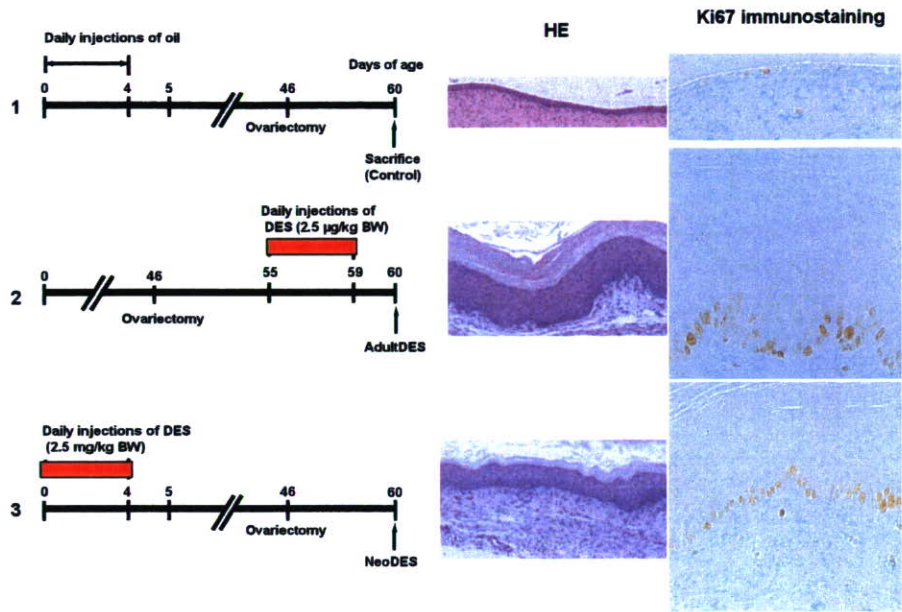 HE
Ki67 immunostaining
Daily injections of oil
Days of age
0
4
5
46
60
1
Ovariectomy
Sacrifice
(Control)
Daily injections of
DES (2.5 µg/kg BW)
0
46
55
59
60
2
Ovariectomy
AdultDES
Daily injections of DES
(2.5 mg/kg BW)
0
4
5
46
60
3
Ovariectomy
NeoDES